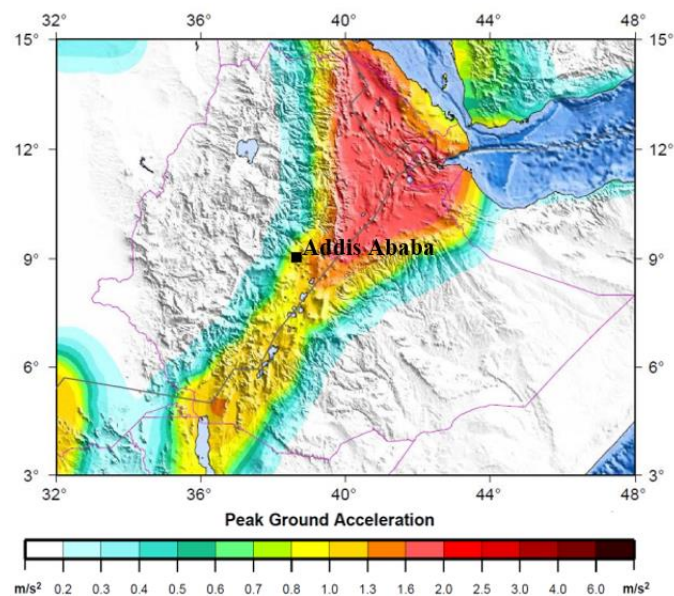 32° 36° 40° 44° 48°
15° 15°
12° 12°
Addis Ababa
9° 9°
6° 6°
3° 3°
32° 36° 40° 44° 48°
Peak Ground Acceleration
m/s² 0.2 0.3 0.4 0.5 0.6 0.7 0.8 1.0 1.3 1.6 2.0 2.5 3.0 4.0 6.0 m/s²